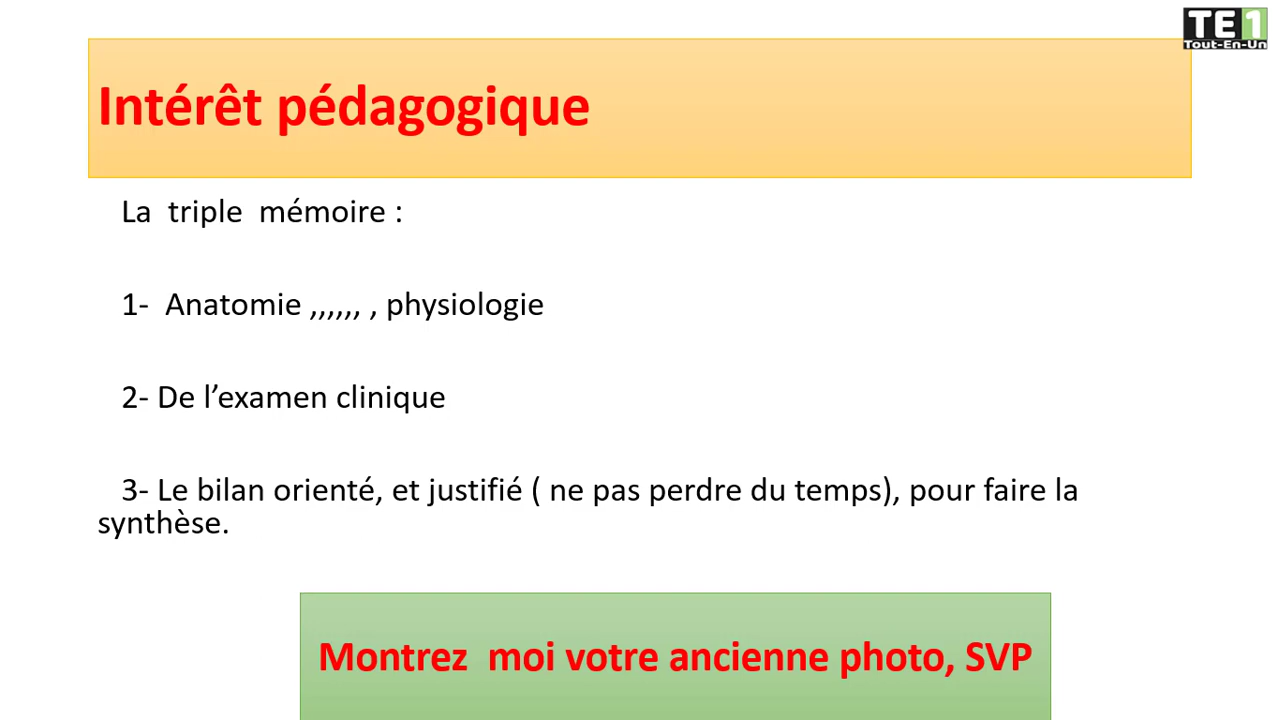 TE1
Tout-En-Un
Intérêt pédagogique
La triple mémoire :
1- Anatomie ,,,,,, , physiologie
2- De l’examen clinique
3- Le bilan orienté, et justifié ( ne pas perdre du temps), pour faire la
synthèse.
Montrez moi votre ancienne photo, SVP